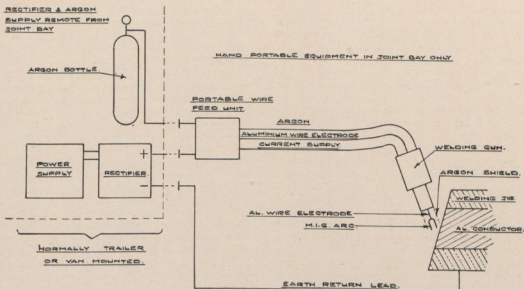 RECTIFIER & ARGON
SUPPLY REMOTE FROM
JOINT BAY
HAND PORTABLE EQUIPMENT IN JOINT BAY ONLY
ARGON BOTTLE
PORTABLE WIRE
FEED UNIT.
ARGON
ALUMINIUM WIRE ELECTRODE
CURRENT SUPPLY
WELDING GUN.
POWER
SUPPLY
RECTIFIER
+
−
ARGON SHIELD.
WELDING JIG
AL. WIRE ELECTRODE
M.I.G. ARC
AL. CONDUCTOR.
NORMALLY TRAILER
OR VAN MOUNTED.
EARTH RETURN LEAD.